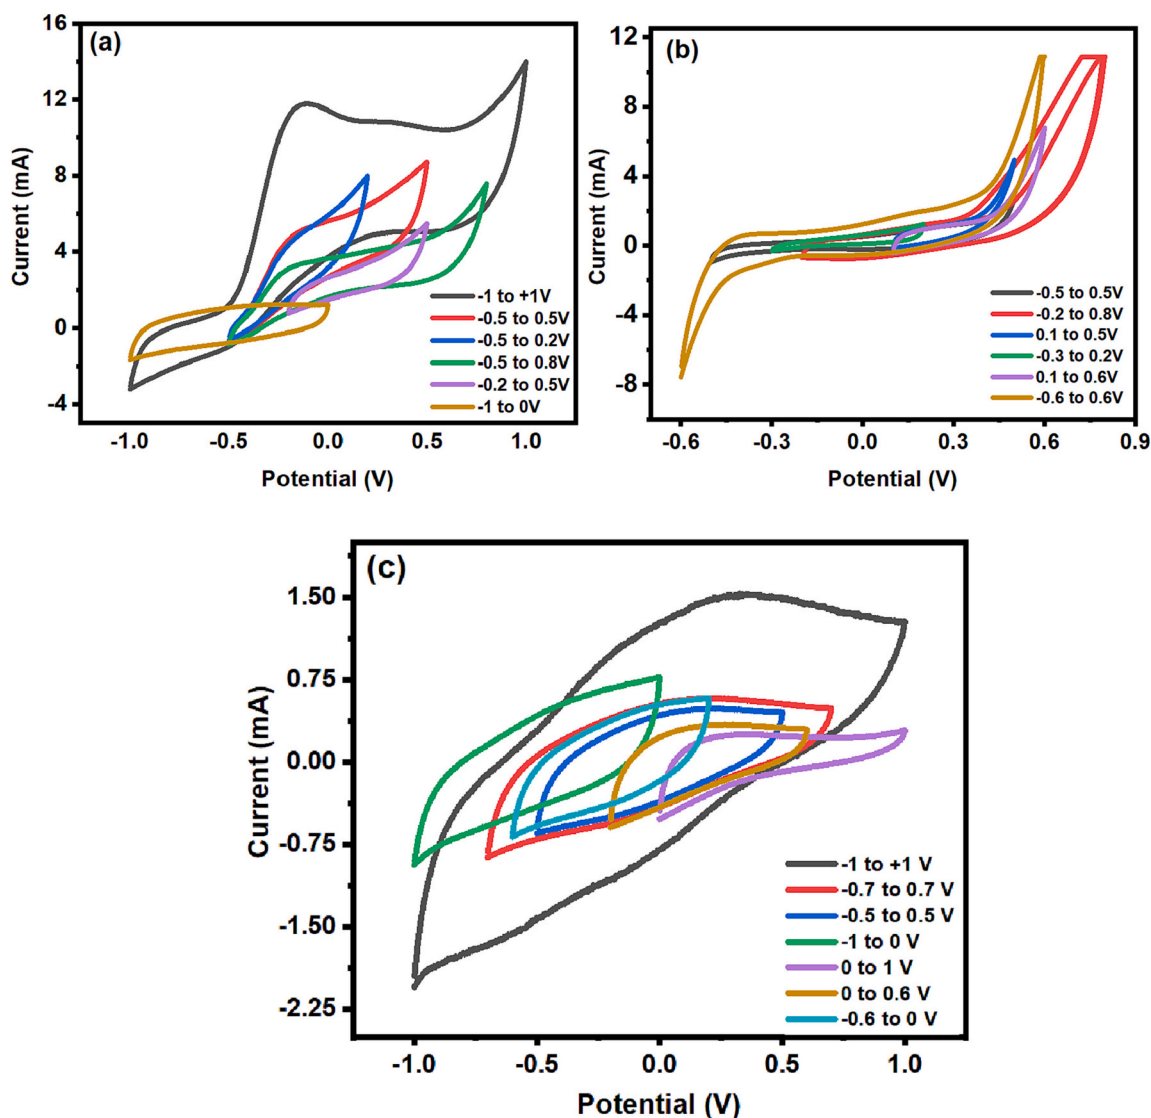 (a)
16
12
8
4
0
-4
Current (mA)
-1.0 -0.5 0.0 0.5 1.0
Potential (V)
-1 to +1V
-0.5 to 0.5V
-0.5 to 0.2V
-0.5 to 0.8V
-0.2 to 0.5V
-1 to 0V
(b)
12
8
4
0
-4
-8
Current (mA)
-0.6 -0.3 0.0 0.3 0.6 0.9
Potential (V)
-0.5 to 0.5V
-0.2 to 0.8V
0.1 to 0.5V
-0.3 to 0.2V
0.1 to 0.6V
-0.6 to 0.6V
(c)
1.50
0.75
0.00
-0.75
-1.50
-2.25
Current (mA)
-1.0 -0.5 0.0 0.5 1.0
Potential (V)
-1 to +1 V
-0.7 to 0.7 V
-0.5 to 0.5 V
-1 to 0 V
0 to 1 V
0 to 0.6 V
-0.6 to 0 V